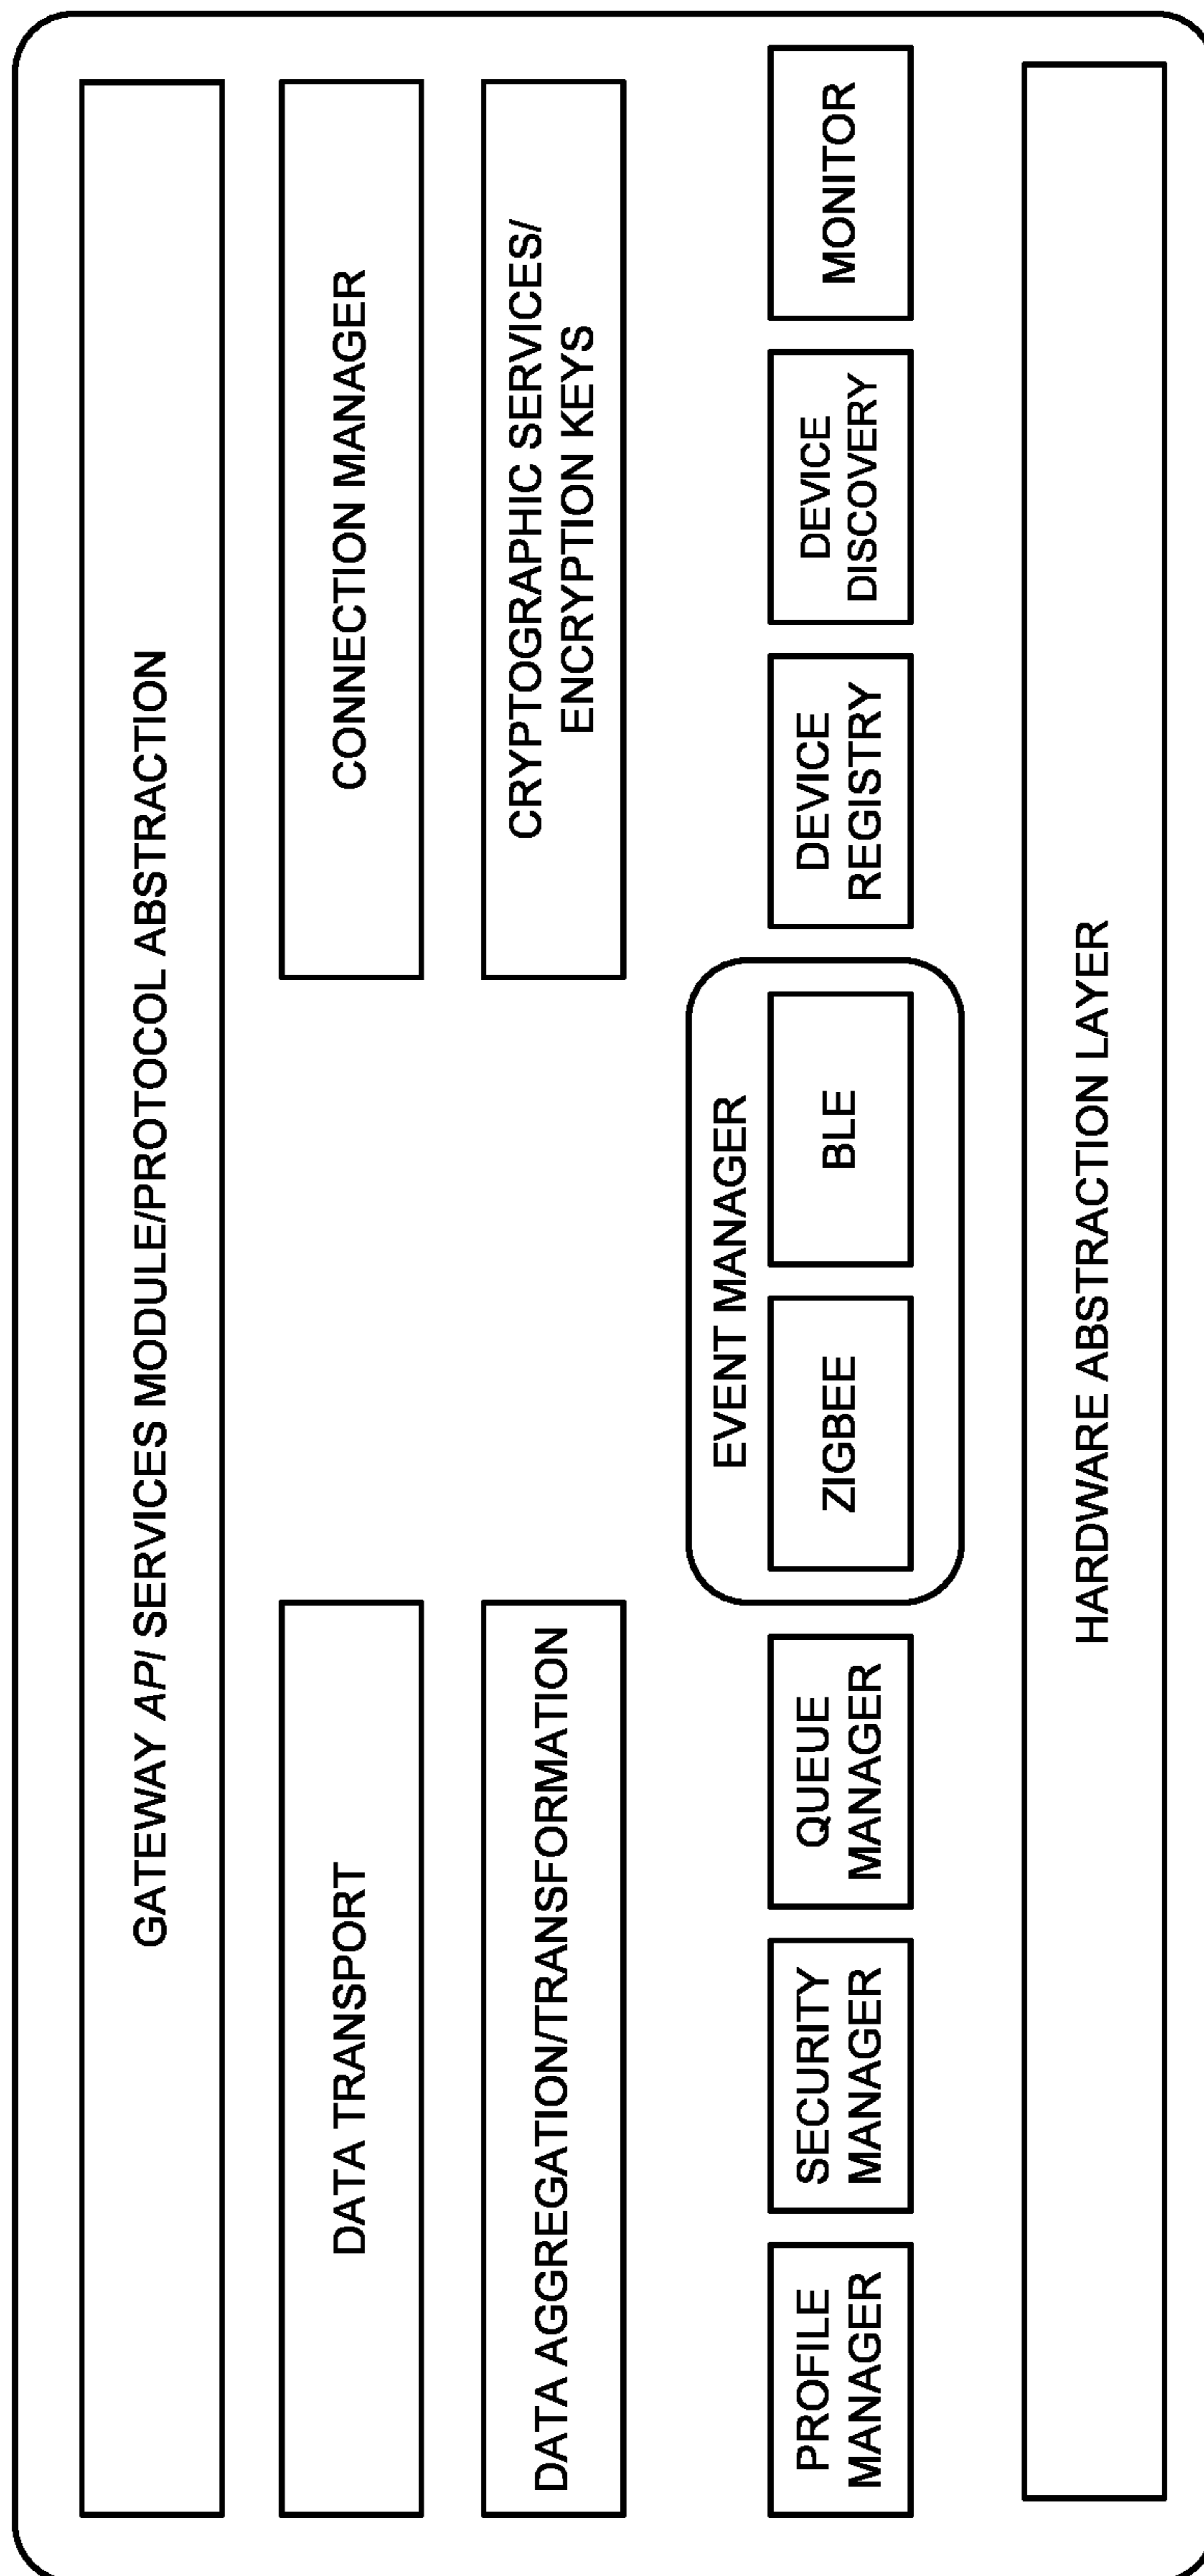 GATEWAY API SERVICES MODULE/PROTOCOL ABSTRACTION
DATA TRANSPORT
CONNECTION MANAGER
DATA AGGREGATION/TRANSFORMATION
CRYPTOGRAPHIC SERVICES/
ENCRYPTION KEYS
PROFILE
MANAGER
SECURITY
MANAGER
QUEUE
MANAGER
EVENT MANAGER
ZIGBEE
BLE
DEVICE
REGISTRY
DEVICE
DISCOVERY
MONITOR
HARDWARE ABSTRACTION LAYER